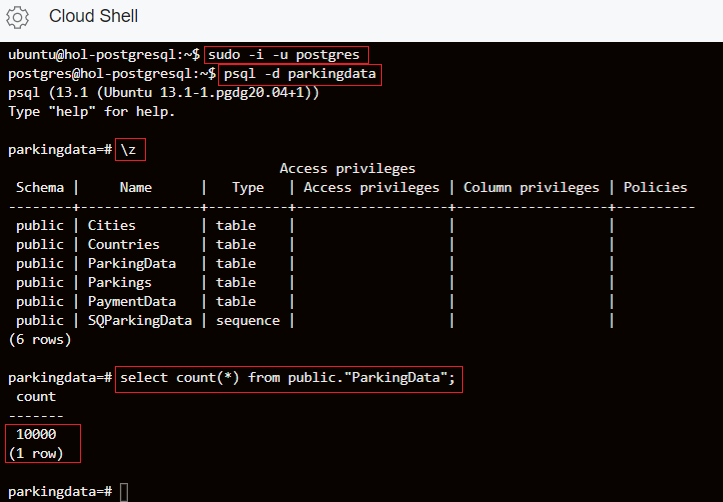 Cloud Shell
ubuntu@hol-postgresql:~$ sudo -i -u postgres
postgres@hol-postgresql:~$ psql -d parkingdata
psql (13.1 (Ubuntu 13.1-1.pgdg20.04+1))
Type "help" for help.
parkingdata=# \z
Access privileges
Schema | Name | Type | Access privileges | Column privileges | Policies
--------+---------------+----------+-------------------+-------------------+----------
public | Cities | table | | |
public | Countries | table | | |
public | ParkingData | table | | |
public | Parkings | table | | |
public | PaymentData | table | | |
public | SQParkingData | sequence | | |
(6 rows)
parkingdata=# select count(*) from public."ParkingData";
count
-------
10000
(1 row)
parkingdata=#